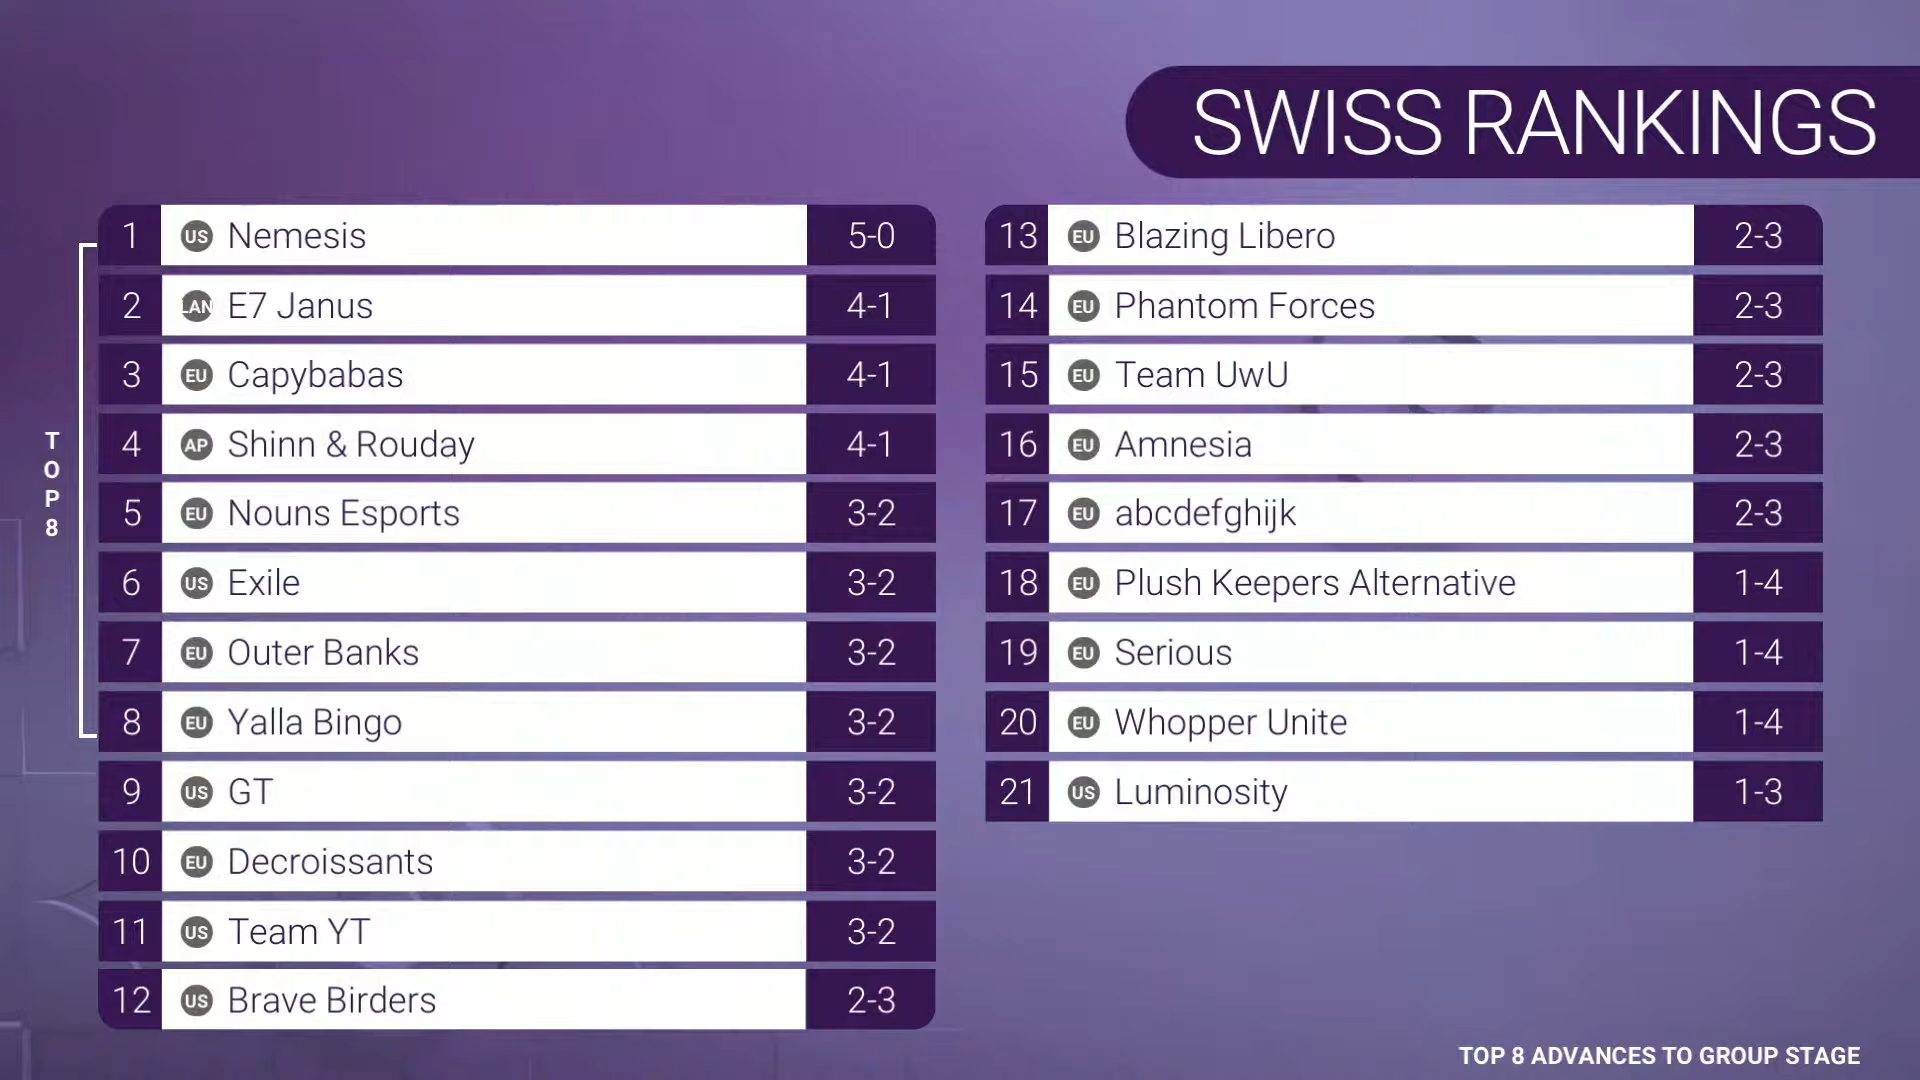 SWISS RANKINGS
TOP 8
1 US Nemesis 5-0
2 LAN E7 Janus 4-1
3 EU Capybabas 4-1
4 AP Shinn & Rouday 4-1
5 EU Nouns Esports 3-2
6 US Exile 3-2
7 EU Outer Banks 3-2
8 EU Yalla Bingo 3-2
9 US GT 3-2
10 EU Decroissants 3-2
11 US Team YT 3-2
12 US Brave Birders 2-3
13 EU Blazing Libero 2-3
14 EU Phantom Forces 2-3
15 EU Team UwU 2-3
16 EU Amnesia 2-3
17 EU abcdefghijk 2-3
18 EU Plush Keepers Alternative 1-4
19 EU Serious 1-4
20 EU Whopper Unite 1-4
21 US Luminosity 1-3
TOP 8 ADVANCES TO GROUP STAGE